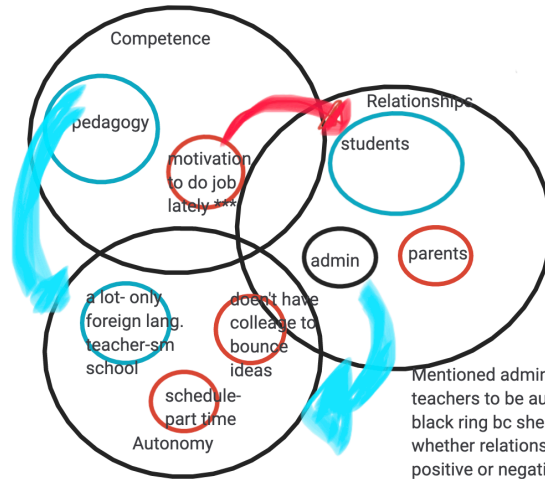 Competence
pedagogy
motivation
to do job
lately ***
Relationships
students
admin
parents
a lot- only
foreign lang.
teacher-sm
school
doen't have
colleage to
bounce
ideas
schedule-
part time
Autonomy
Mentioned admin
teachers to be au
black ring bc she
whether relations
positive or negati